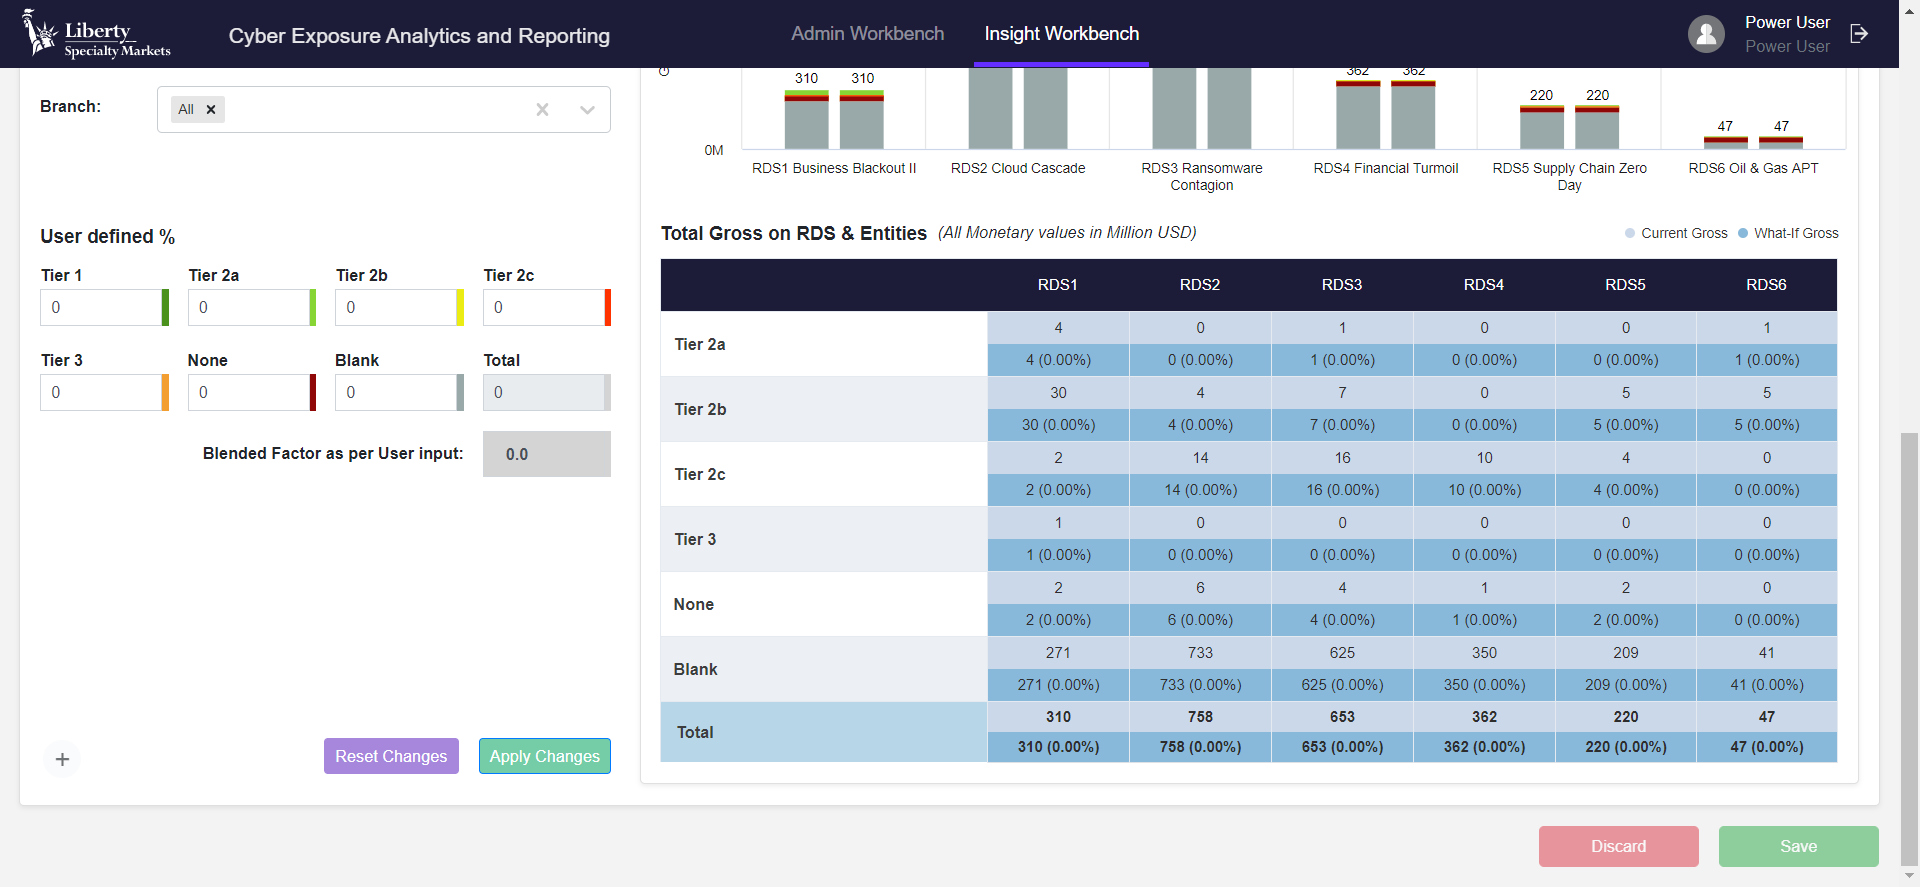 Liberty
Specialty Markets
Cyber Exposure Analytics and Reporting
Admin Workbench
Insight Workbench
Power User
Power User
Branch:
All
User defined %
Tier 1
Tier 2a
Tier 2b
Tier 2c
0
0
0
0
Tier 3
None
Blank
Total
0
0
0
0
Blended Factor as per User input:
0.0
Reset Changes
Apply Changes
310
310
362
362
220
220
47
47
0M
RDS1 Business Blackout II
RDS2 Cloud Cascade
RDS3 Ransomware
Contagion
RDS4 Financial Turmoil
RDS5 Supply Chain Zero
Day
RDS6 Oil & Gas APT
Total Gross on RDS & Entities (All Monetary values in Million USD)
Current Gross
What-If Gross
RDS1 RDS2 RDS3 RDS4 RDS5 RDS6
Tier 2a
4 0 1 0 0 1
4 (0.00%) 0 (0.00%) 1 (0.00%) 0 (0.00%) 0 (0.00%) 1 (0.00%)
Tier 2b
30 4 7 0 5 5
30 (0.00%) 4 (0.00%) 7 (0.00%) 0 (0.00%) 5 (0.00%) 5 (0.00%)
Tier 2c
2 14 16 10 4 0
2 (0.00%) 14 (0.00%) 16 (0.00%) 10 (0.00%) 4 (0.00%) 0 (0.00%)
Tier 3
1 0 0 0 0 0
1 (0.00%) 0 (0.00%) 0 (0.00%) 0 (0.00%) 0 (0.00%) 0 (0.00%)
None
2 6 4 1 2 0
2 (0.00%) 6 (0.00%) 4 (0.00%) 1 (0.00%) 2 (0.00%) 0 (0.00%)
Blank
271 733 625 350 209 41
271 (0.00%) 733 (0.00%) 625 (0.00%) 350 (0.00%) 209 (0.00%) 41 (0.00%)
Total
310 758 653 362 220 47
310 (0.00%) 758 (0.00%) 653 (0.00%) 362 (0.00%) 220 (0.00%) 47 (0.00%)
Discard
Save